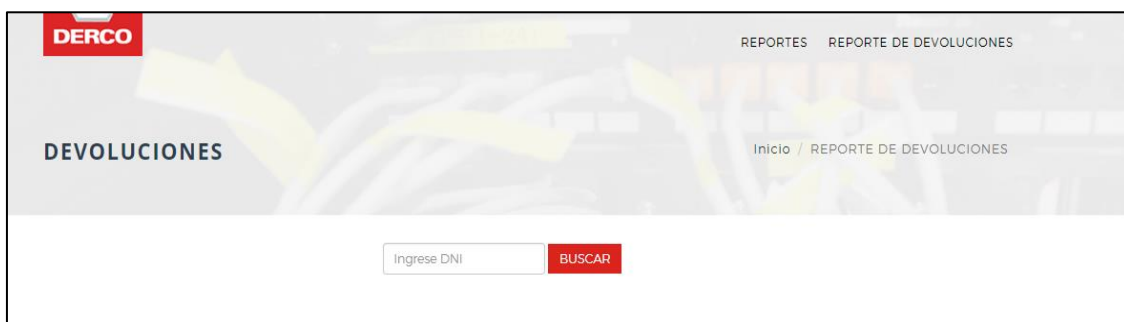 DERCO
REPORTES REPORTE DE DEVOLUCIONES
DEVOLUCIONES
Inicio / REPORTE DE DEVOLUCIONES
Ingrese DNI BUSCAR